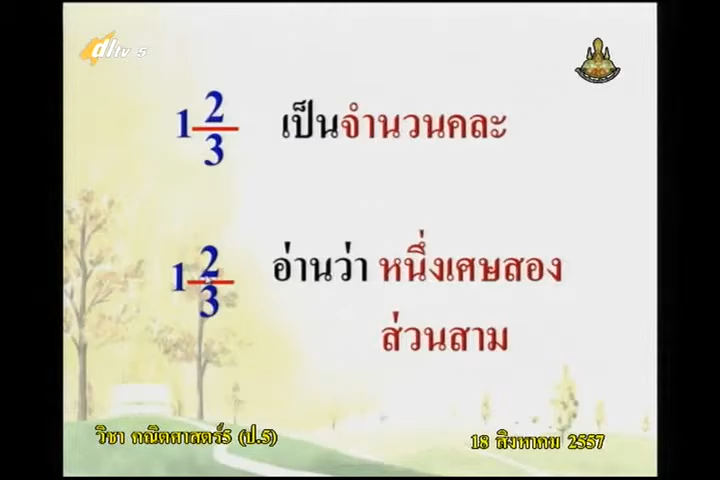 dltv 5
1 2/3 เป็นจำนวนคละ
1 2/3 อ่านว่า หนึ่งเศษสอง
ส่วนสาม
วิชา คณิตศาสตร์5 (ป.5)
18 สิงหาคม 2557